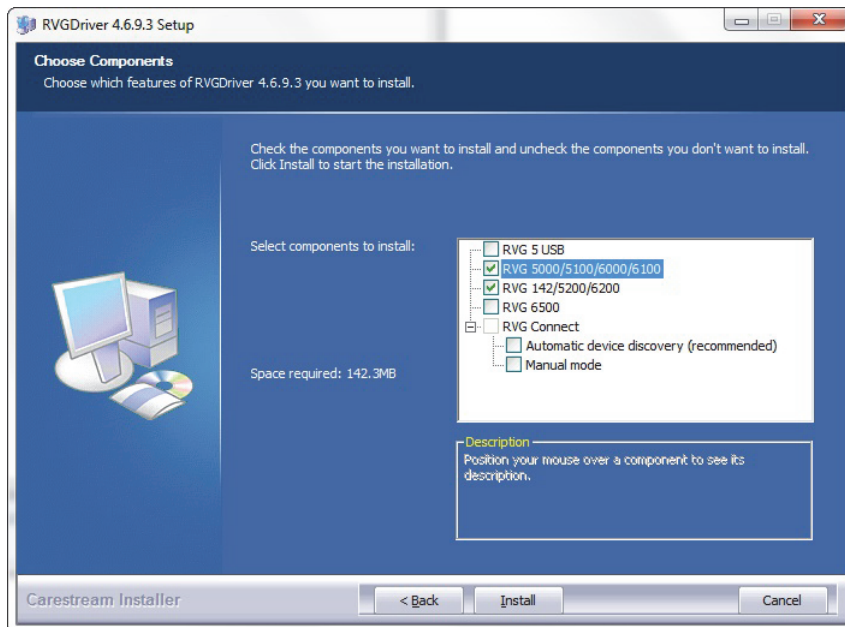 RVGDriver 4.6.9.3 Setup
Choose Components
Choose which features of RVGDriver 4.6.9.3 you want to install.
Check the components you want to install and uncheck the components you don't want to install.
Click Install to start the installation.
Select components to install:
RVG 5 USB
RVG 5000/5100/6000/6100
RVG 142/5200/6200
RVG 6500
RVG Connect
Automatic device discovery (recommended)
Manual mode
Space required: 142.3MB
Description
Position your mouse over a component to see its
description.
Carestream Installer
< Back
Install
Cancel